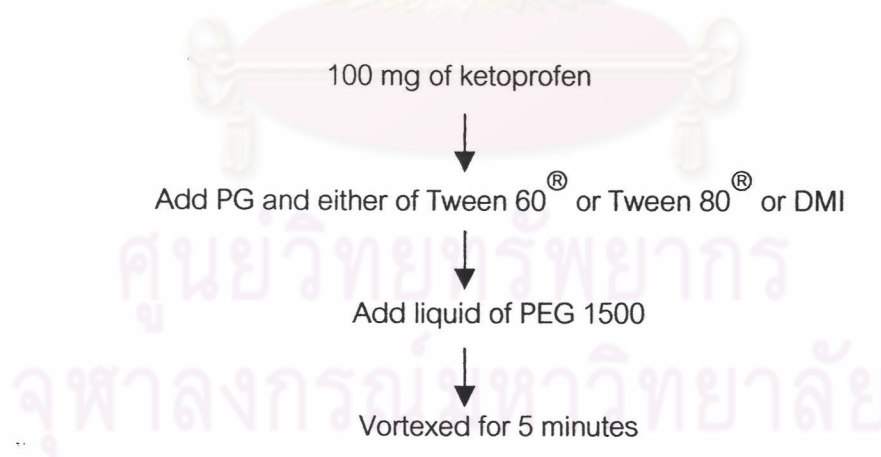 100 mg of ketoprofen
Add PG and either of Tween 60® or Tween 80® or DMI
ศูนย์วิทยทรัพยากร
Add liquid of PEG 1500
จุฬาลงกรณ์มหาวิทยาลัย
Vortexed for 5 minutes